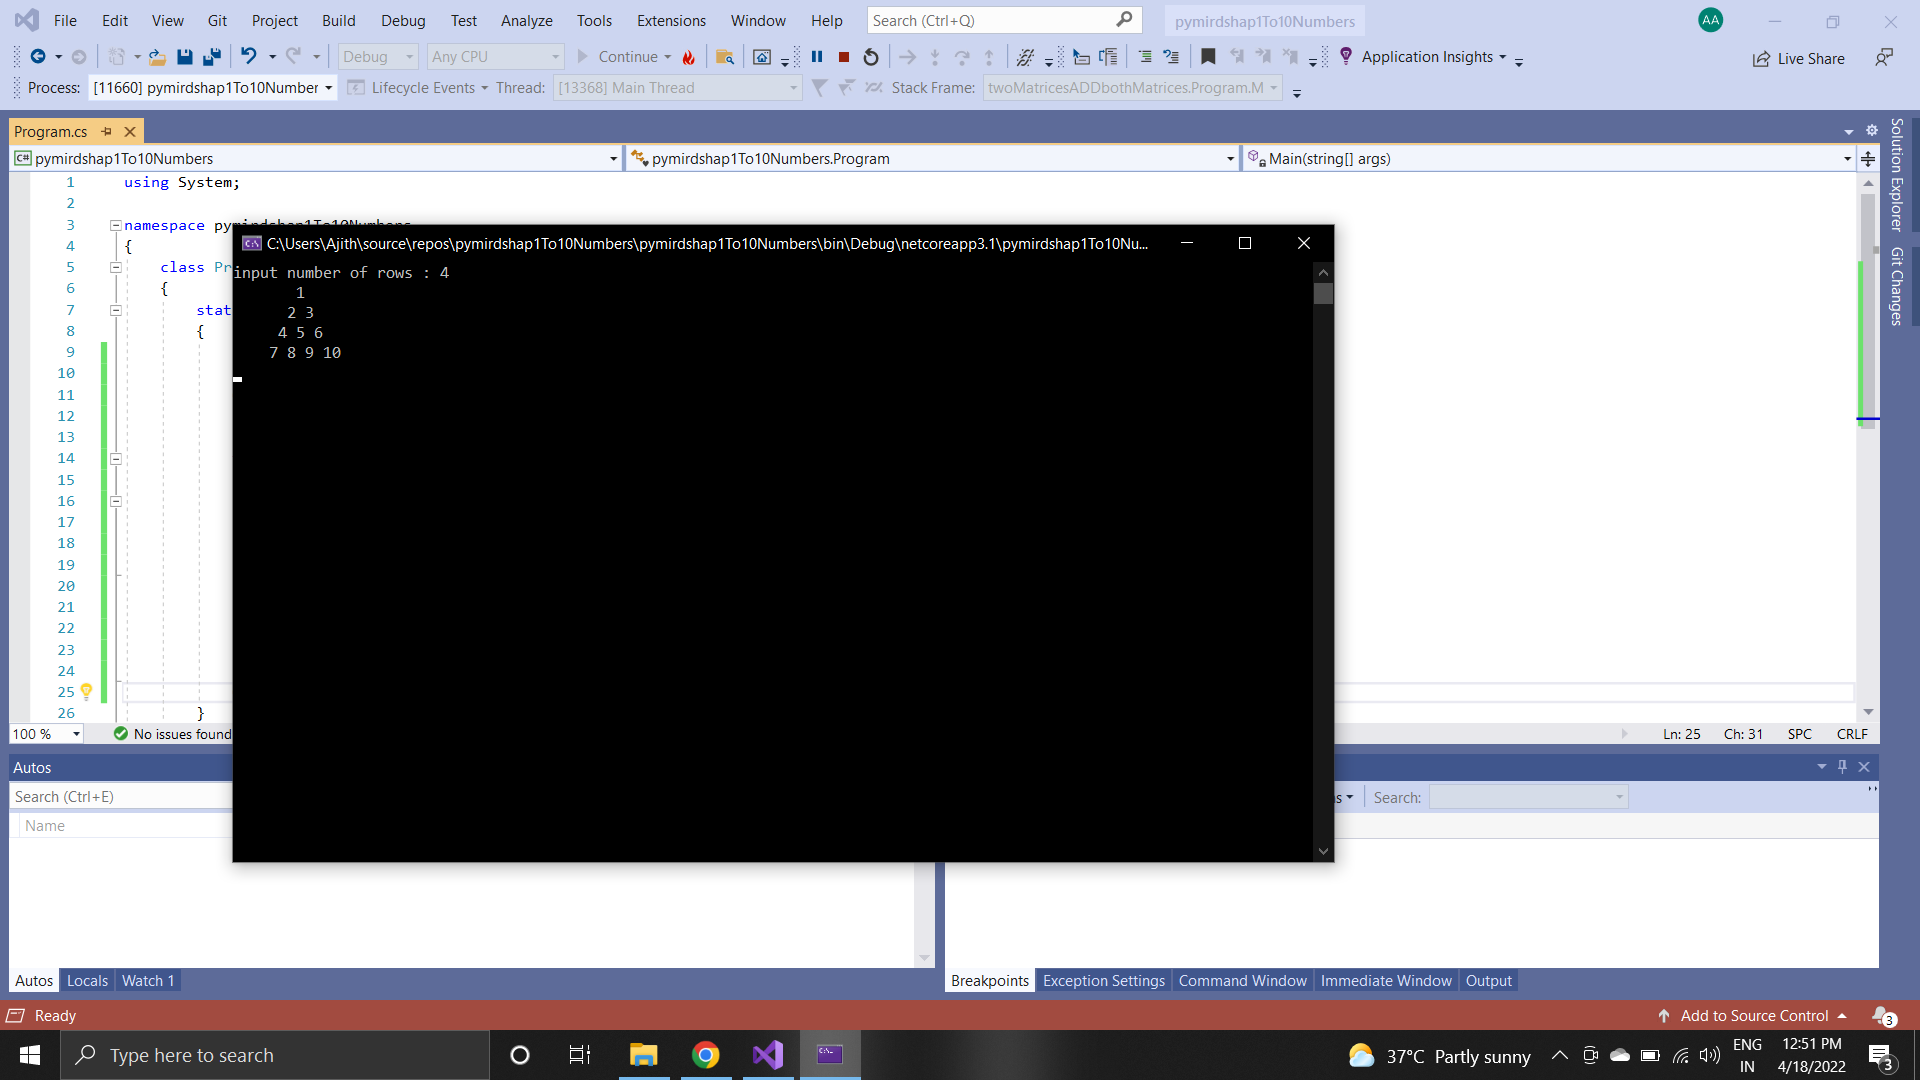 File Edit View Git Project Build Debug Test Analyze Tools Extensions Window Help Search (Ctrl+Q) pymirdshap1To10Numbers AA
Debug Any CPU Continue Application Insights Live Share
Process: [11660] pymirdshap1To10Number Lifecycle Events Thread: [13368] Main Thread Stack Frame: twoMatricesADDbothMatrices.Program.M
Program.cs
C# pymirdshap1To10Numbers pymirdshap1To10Numbers.Program Main(string[] args)
Solution Explorer
Git Changes
1 using System;
2
3 namespace pymirdshap1To10Numbers
4 {
5 class Pr
6 {
7 stat
8 {
9
10
11
12
13
14
15
16
17
18
19
20
21
22
23
24
25
26 }
C:\Users\Ajith\source\repos\pymirdshap1To10Numbers\pymirdshap1To10Numbers\bin\Debug\netcoreapp3.1\pymirdshap1To10Nu...
input number of rows : 4
1
2 3
4 5 6
7 8 9 10
100 % No issues found Ln: 25 Ch: 31 SPC CRLF
Autos
Search (Ctrl+E) Search:
Name
Autos Locals Watch 1 Breakpoints Exception Settings Command Window Immediate Window Output
Ready Add to Source Control 3
Type here to search 37°C Partly sunny ENG IN 12:51 PM 4/18/2022 3